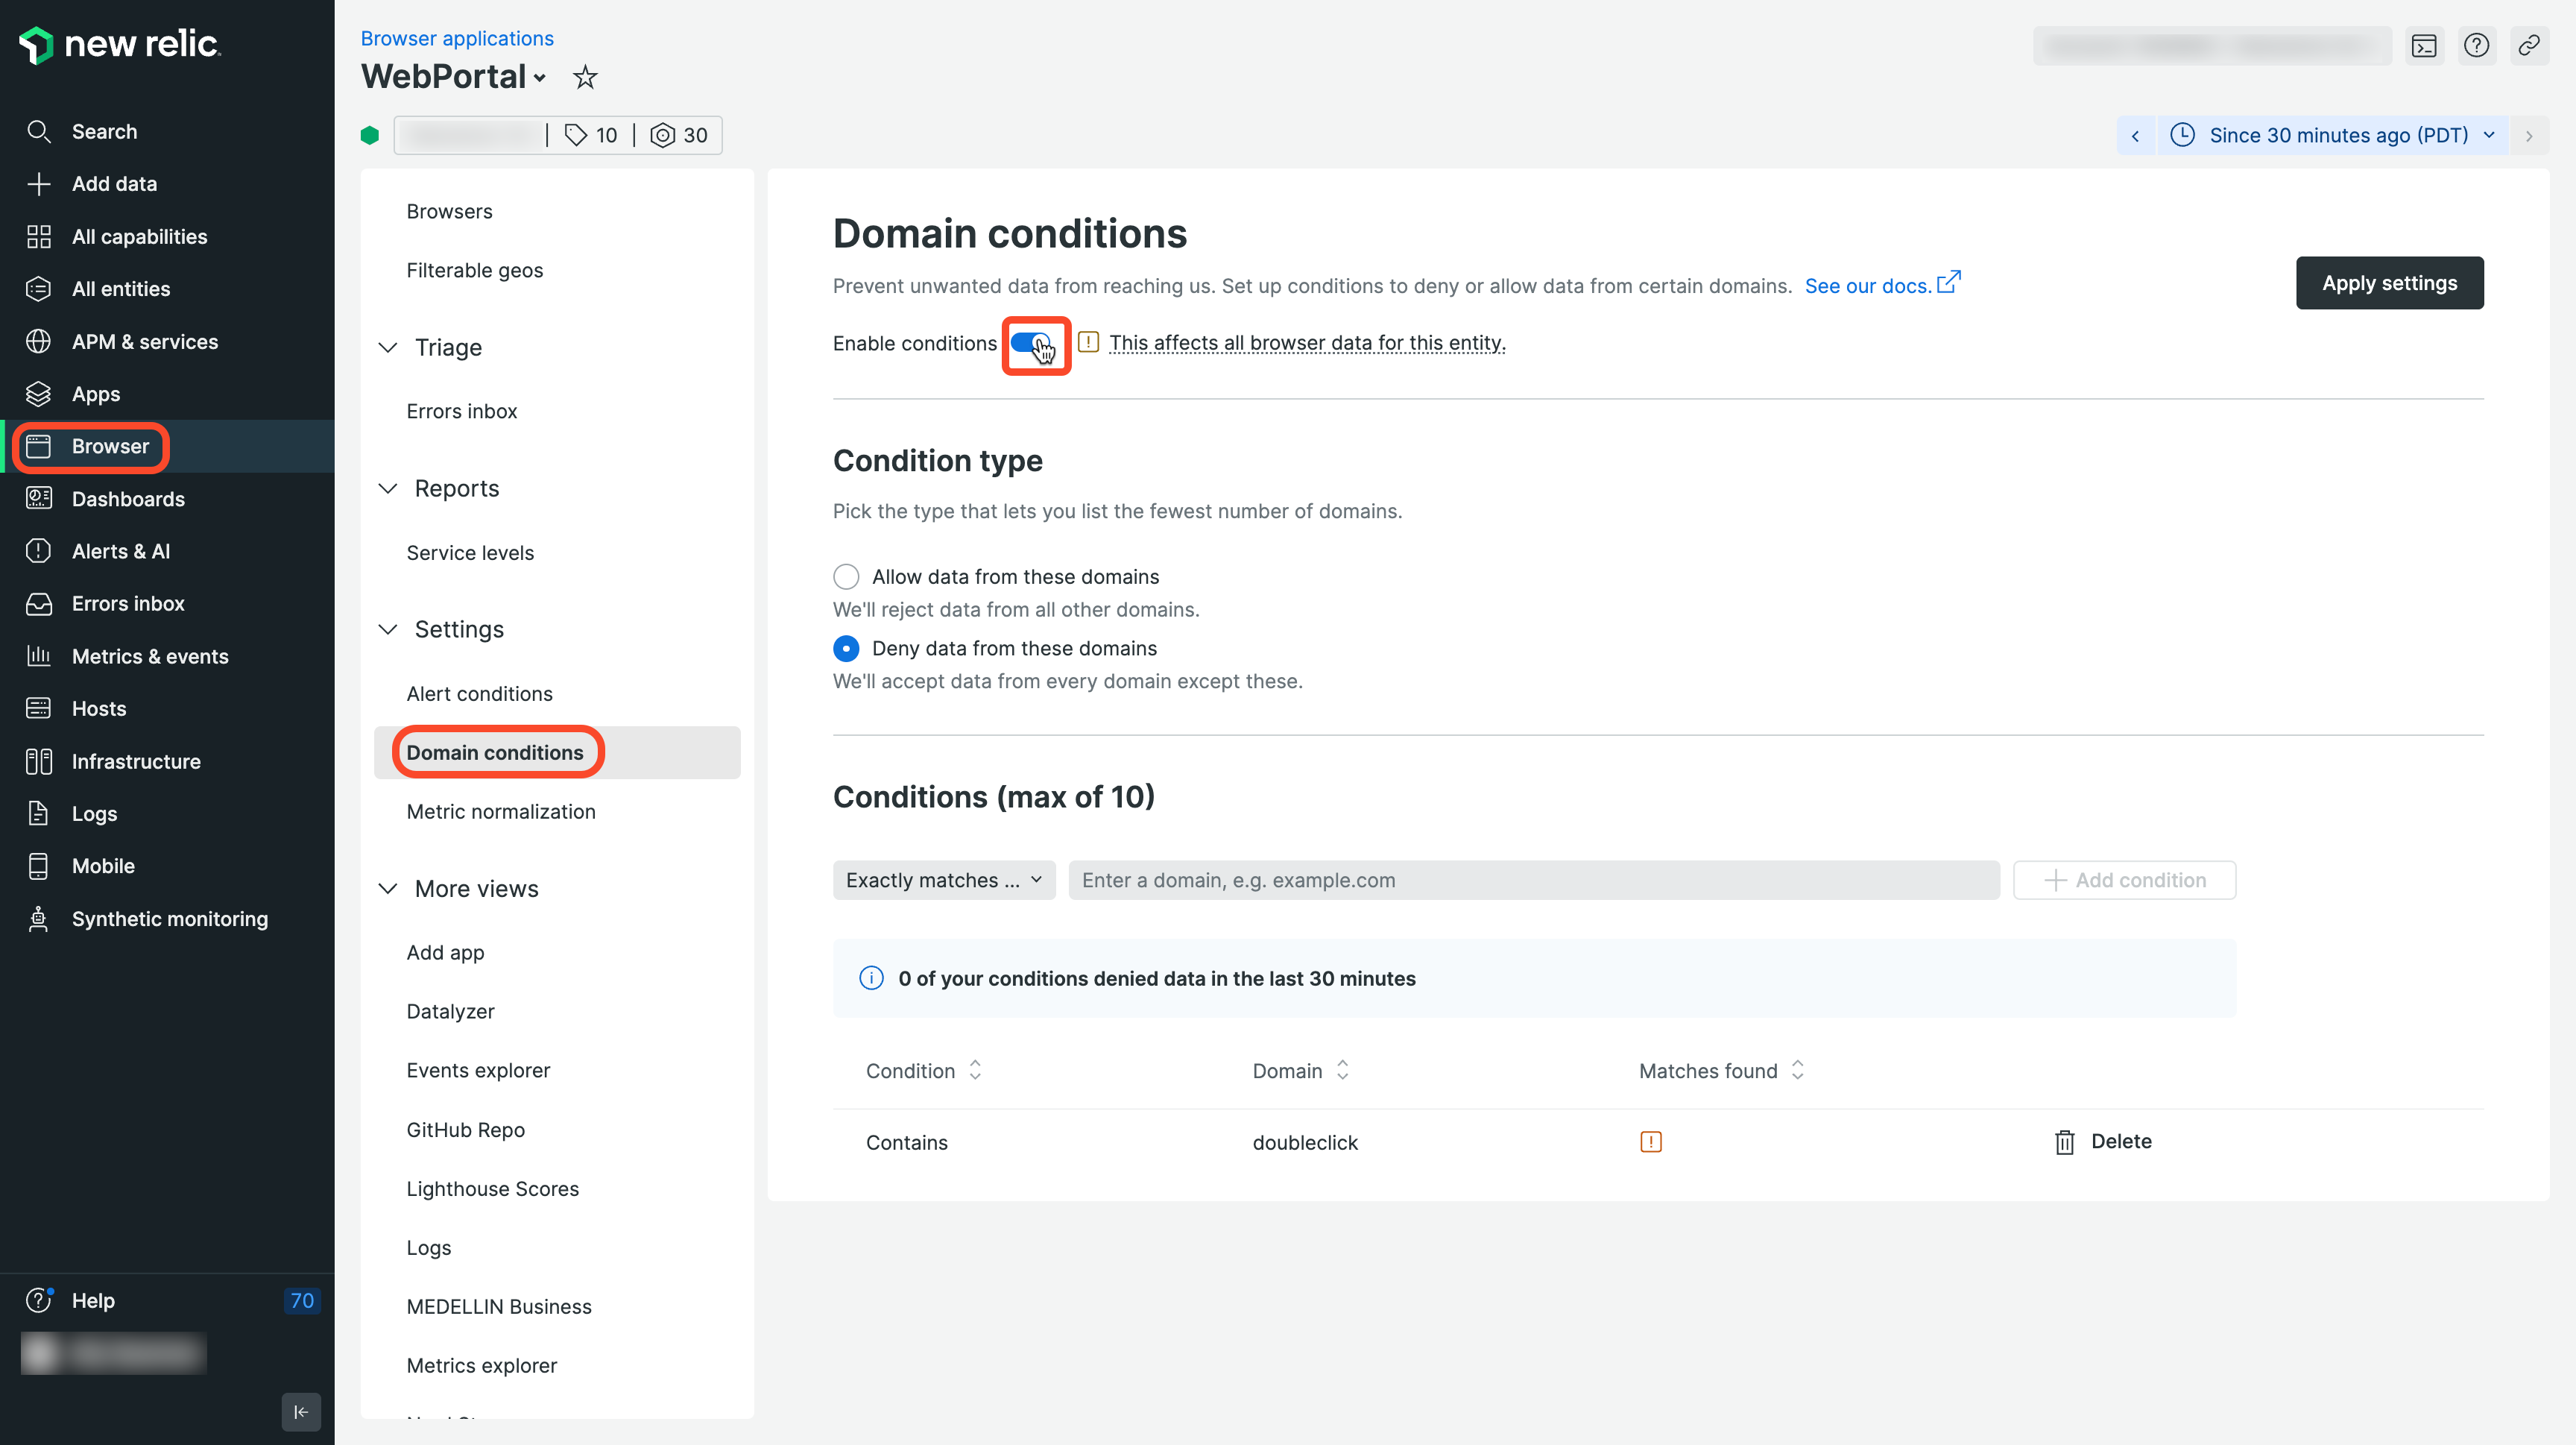 new relic.
Search
Add data
All capabilities
All entities
APM & services
Apps
Browser
Dashboards
Alerts & AI
Errors inbox
Metrics & events
Hosts
Infrastructure
Logs
Mobile
Synthetic monitoring
Help 70
Browser applications
WebPortal
10 | 30
Since 30 minutes ago (PDT)
Browsers
Filterable geos
Triage
Errors inbox
Reports
Service levels
Settings
Alert conditions
Domain conditions
Metric normalization
More views
Add app
Datalyzer
Events explorer
GitHub Repo
Lighthouse Scores
Logs
MEDELLIN Business
Metrics explorer
Domain conditions
Prevent unwanted data from reaching us. Set up conditions to deny or allow data from certain domains. See our docs.
Apply settings
Enable conditions This affects all browser data for this entity.
Condition type
Pick the type that lets you list the fewest number of domains.
Allow data from these domains
We'll reject data from all other domains.
Deny data from these domains
We'll accept data from every domain except these.
Conditions (max of 10)
Exactly matches ... Enter a domain, e.g. example.com Add condition
0 of your conditions denied data in the last 30 minutes
Condition Domain Matches found
Contains doubleclick Delete